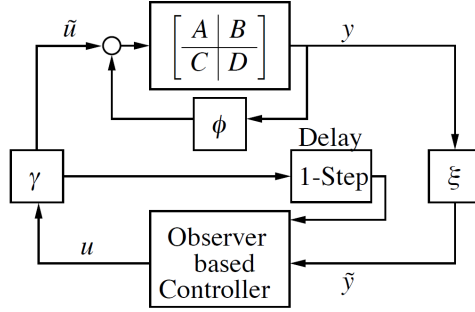 ũ
A B
y
C D
ϕ
Delay
γ
1-Step
ξ
Observer
based
Controller
u
ỹ